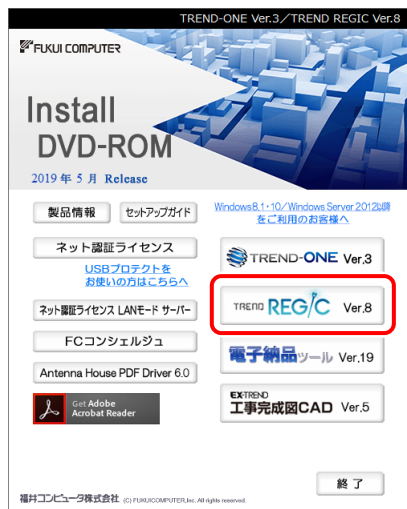 TREND-ONE Ver.3／TREND REGIC Ver.8
FUKUI COMPUTER
Install
DVD-ROM
2019 年 5 月 Release
製品情報
セットアップガイド
Windows8.1・10／Windows Server 2012以降
をご利用のお客様へ
ネット認証ライセンス
USBプロテクトを
お使いの方はこちらへ
ネット認証ライセンス LANモード サーバー
FCコンシェルジュ
Antenna House PDF Driver 6.0
Get Adobe
Acrobat Reader
TREND-ONE Ver.3
TREND REGIC Ver.8
電子納品ツール Ver.19
EX-TREND
工事完成図CAD Ver.5
終了
福井コンピュータ株式会社 (C) FUKUICOMPUTER,Inc. All rights reserved.